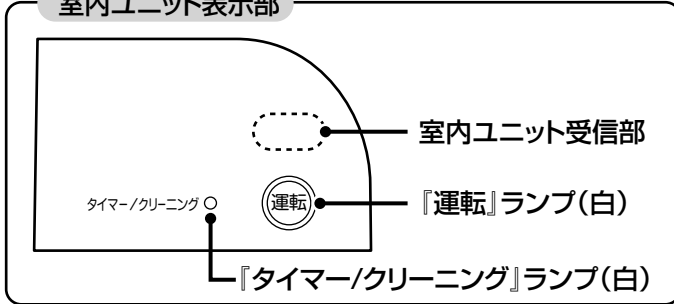 室内ユニット表示部
室内ユニット受信部
タイマー/クリーニング
運転
『運転』ランプ(白)
『タイマー/クリーニング』ランプ(白)